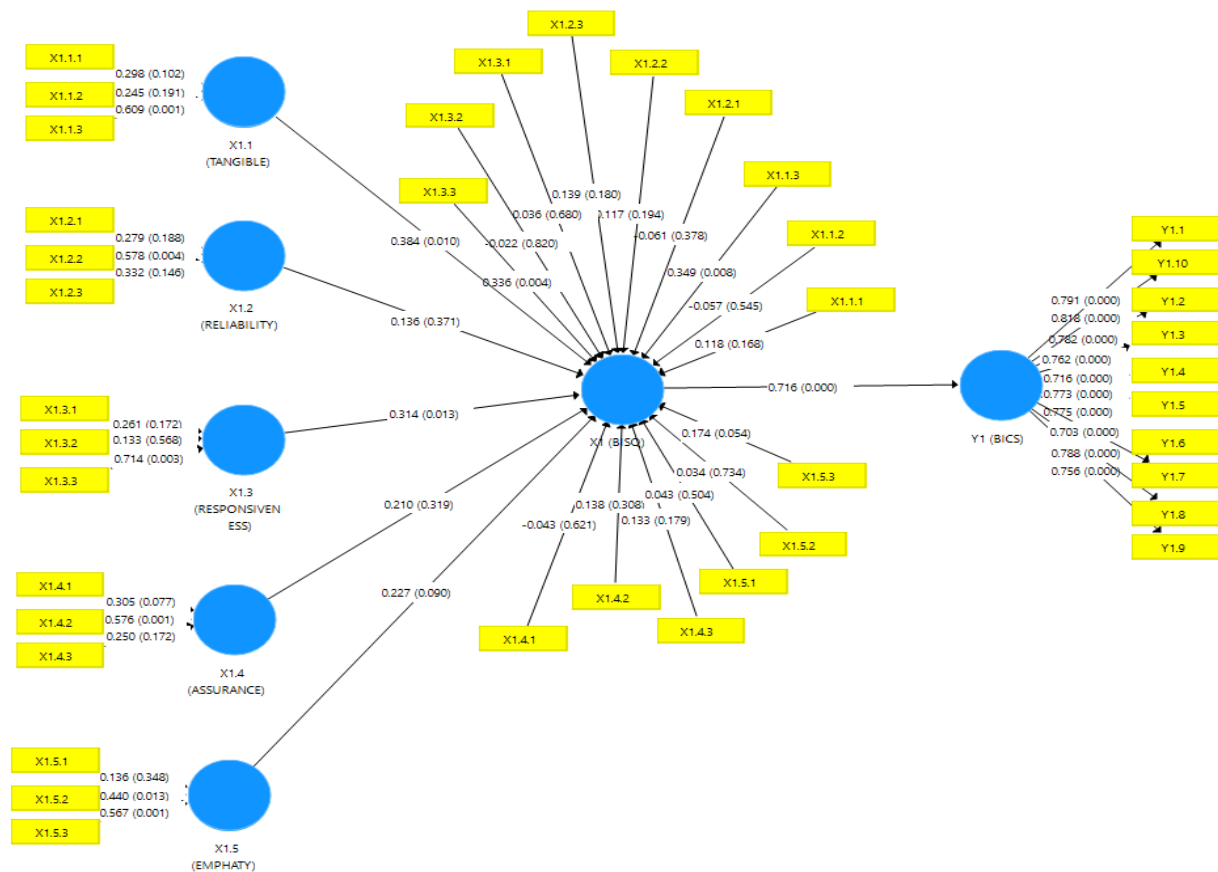 X1.1.1
X1.1.2
X1.1.3
0.298 (0.102)
0.245 (0.191)
0.609 (0.001)
X1.1
(TANGIBLE)
X1.2.1
X1.2.2
X1.2.3
0.279 (0.188)
0.578 (0.004)
0.332 (0.146)
X1.2
(RELIABILITY)
X1.3.1
X1.3.2
X1.3.3
0.261 (0.172)
0.133 (0.568)
0.714 (0.003)
X1.3
(RESPONSIVEN
ESS)
X1.4.1
X1.4.2
X1.4.3
0.305 (0.077)
0.576 (0.001)
0.250 (0.172)
X1.4
(ASSURANCE)
X1.5.1
X1.5.2
X1.5.3
0.136 (0.348)
0.440 (0.013)
0.567 (0.001)
X1.5
(EMPHATY)
0.384 (0.010)
0.136 (0.371)
0.314 (0.013)
0.210 (0.319)
0.227 (0.090)
X1.2.3
X1.3.1
X1.2.2
X1.3.2
X1.2.1
X1.3.3
X1.1.3
X1.1.2
X1.1.1
0.139 (0.180)
0.036 (0.680)
0.117 (0.194)
-0.022 (0.820)
-0.061 (0.378)
0.336 (0.004)
0.349 (0.008)
-0.057 (0.545)
0.118 (0.168)
X1 (BISQ)
0.716 (0.000)
0.174 (0.054)
0.034 (0.734)
0.043 (0.504)
0.138 (0.308)
0.133 (0.179)
-0.043 (0.621)
X1.5.3
X1.5.2
X1.5.1
X1.4.2
X1.4.3
X1.4.1
Y1 (BICS)
0.791 (0.000)
0.818 (0.000)
0.782 (0.000)
0.762 (0.000)
0.716 (0.000)
0.773 (0.000)
0.775 (0.000)
0.703 (0.000)
0.788 (0.000)
0.756 (0.000)
Y1.1
Y1.10
Y1.2
Y1.3
Y1.4
Y1.5
Y1.6
Y1.7
Y1.8
Y1.9